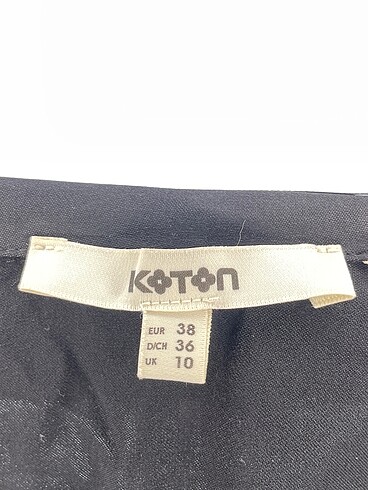 KOTON
EUR 38
D/CH 36
UK 10